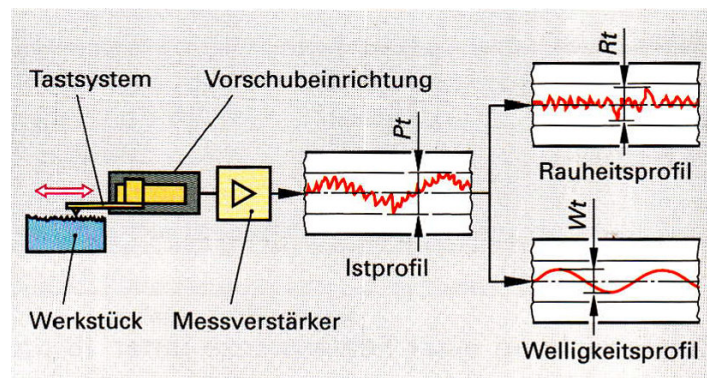 Tastsystem
Vorschubeinrichtung
Pt
Rt
Rauheitsprofil
Istprofil
Wt
Werkstück
Messverstärker
Welligkeitsprofil